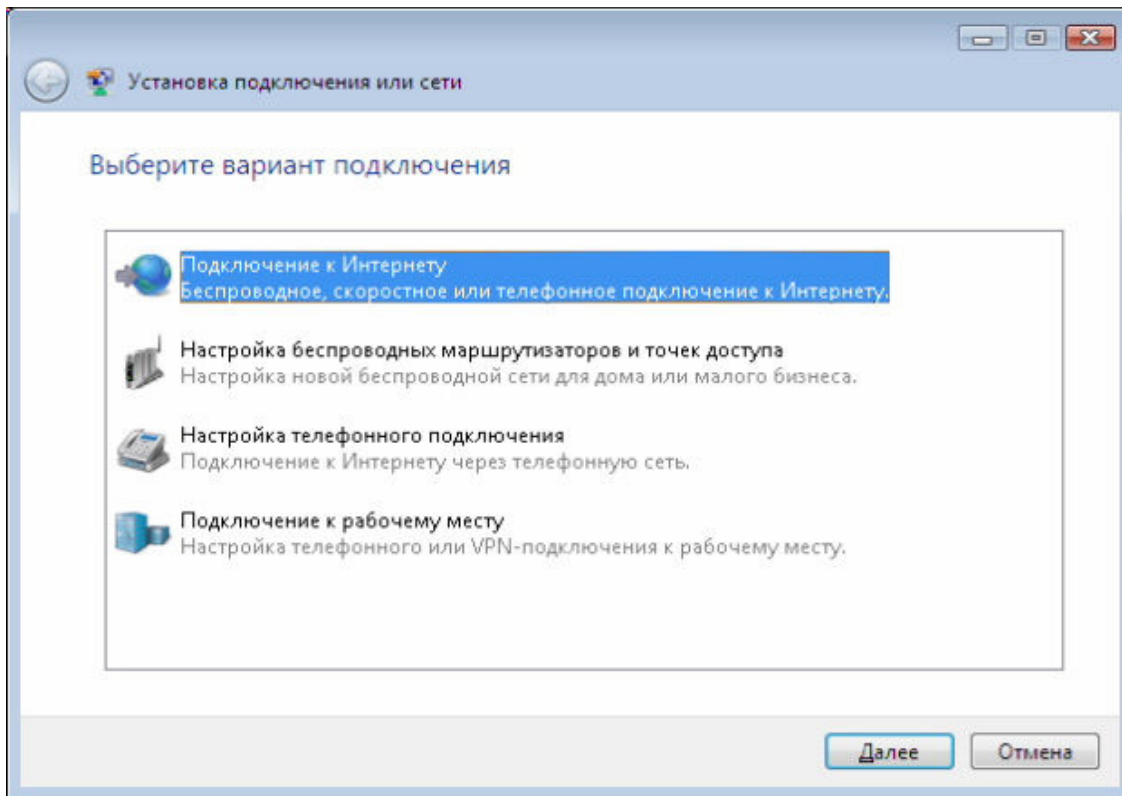 Установка подключения или сети
Выберите вариант подключения
Подключение к Интернету
Беспроводное, скоростное или телефонное подключение к Интернету.
Настройка беспроводных маршрутизаторов и точек доступа
Настройка новой беспроводной сети для дома или малого бизнеса.
Настройка телефонного подключения
Подключение к Интернету через телефонную сеть.
Подключение к рабочему месту
Настройка телефонного или VPN-подключения к рабочему месту.
Далее Отмена